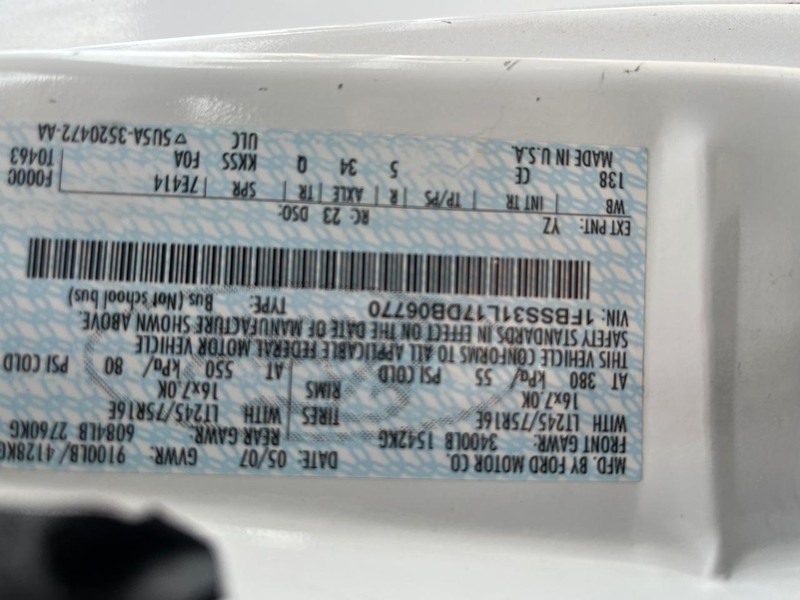 MFD. BY FORD MOTOR CO.
DATE: 05/07 GVWR: 9100LB/ 4128KG
FRONT GAWR: 3400LB 1542KG REAR GAWR: 6084LB 2760KG
WITH LT245/75R16E TIRES WITH LT245/75R16E
16x7.0K RIMS 16x7.0K
AT 380 kPa/ 55 PSI COLD AT 550 kPa/ 80 PSI COLD
THIS VEHICLE CONFORMS TO ALL APPLICABLE FEDERAL MOTOR VEHICLE
SAFETY STANDARDS IN EFFECT ON THE DATE OF MANUFACTURE SHOWN ABOVE.
VIN: 1FBSS31L17DB06770
TYPE: Bus (Not school bus)
EXT PNT: YZ RC: 23 DSO:
WB INT TR TP/PS R AXLE TR SPR 7E414 F000C
138 CE 5 34 Q KKSS FOA T0463
MADE IN U.S.A. ULC ▽ 5U5A-3520472-AA